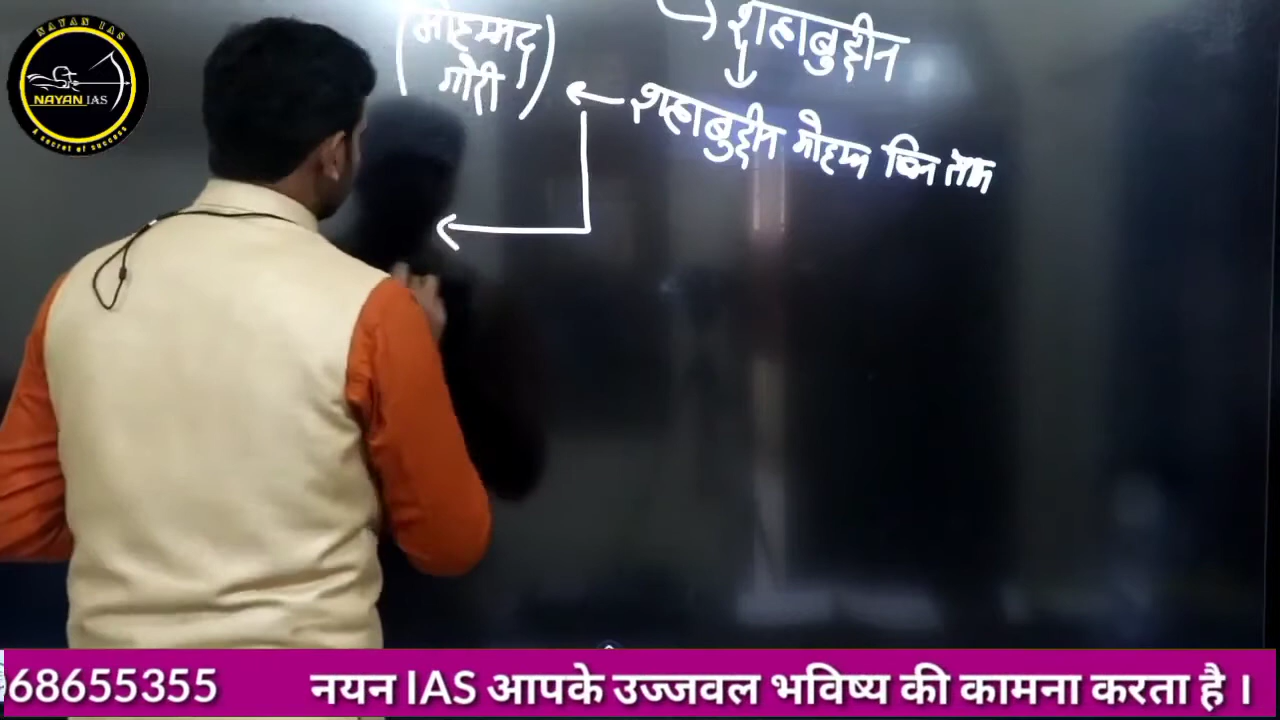 NAYAN IAS
NAYAN IAS
A secret of success
(मोहम्मद
गोरी)
शहाबुद्दीन
शहाबुद्दीन मोहम्म बिन
68655355 नयन IAS आपके उज्जवल भविष्य की कामना करता है ।